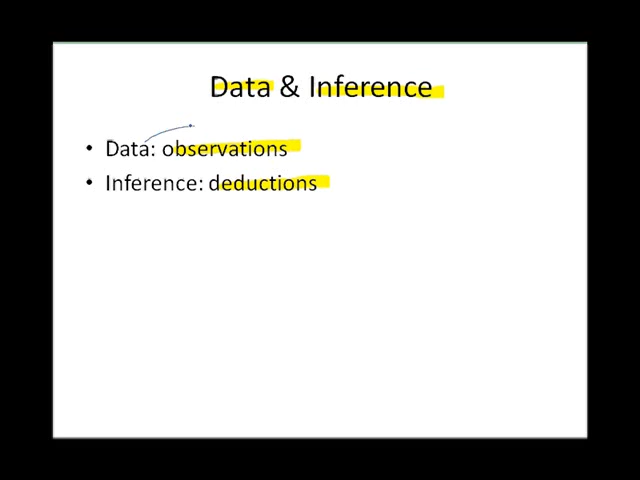 Data & Inference
• Data: observations
• Inference: deductions